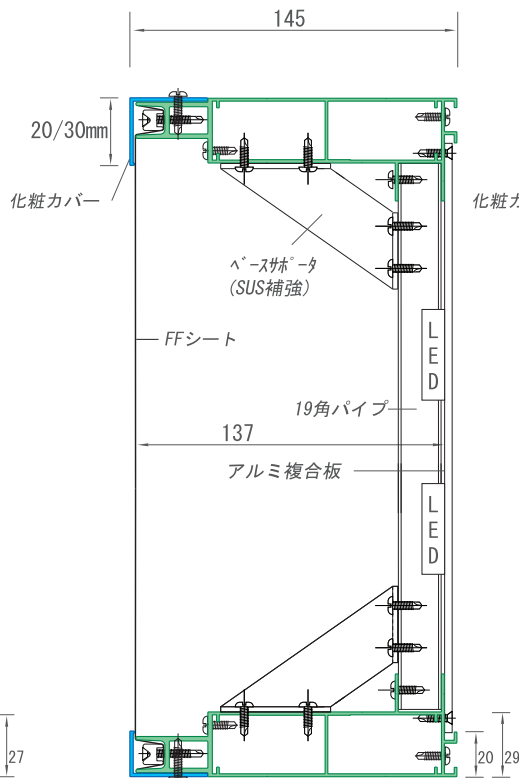 145
20/30mm
化粧カバー
化粧カ
ベースサポータ
(SUS補強)
FFシート
LED
19角パイプ
137
アルミ複合板
LED
27
20
29